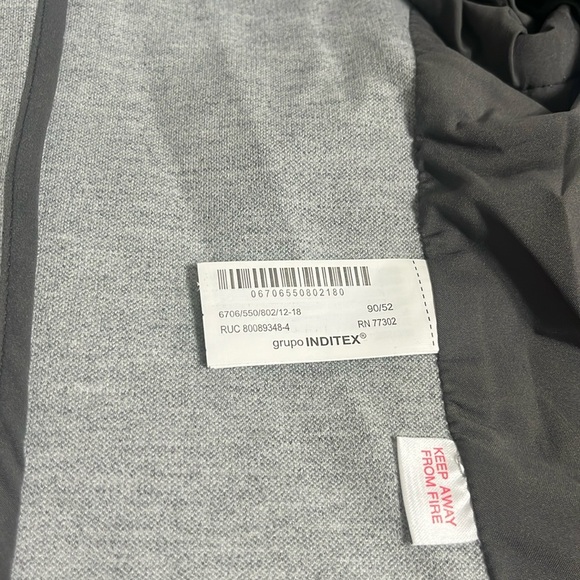 06706550802180
6706/550/802/12-18 90/52
RUC 80089348-4 RN 77302
grupo INDITEX®
KEEP AWAY
FROM FIRE